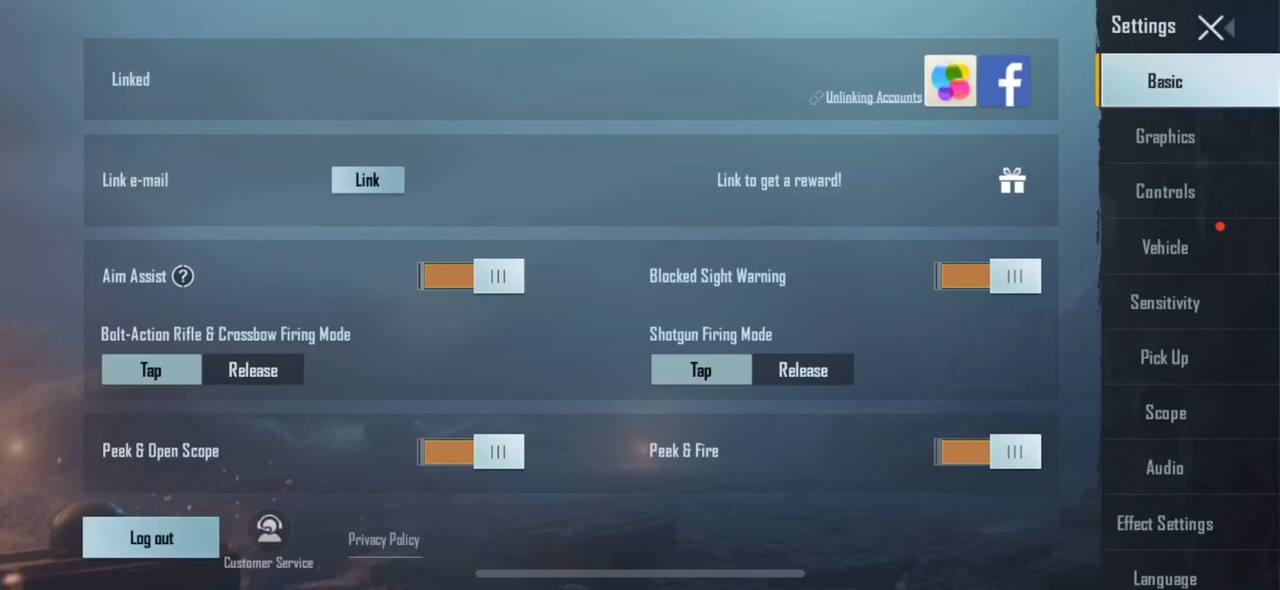 Settings
Linked
Unlinking Accounts
Basic
Graphics
Link e-mail
Link
Link to get a reward!
Controls
Vehicle
Aim Assist ?
Blocked Sight Warning
Sensitivity
Bolt-Action Rifle & Crossbow Firing Mode
Shotgun Firing Mode
Tap
Release
Tap
Release
Pick Up
Scope
Peek & Open Scope
Peek & Fire
Audio
Effect Settings
Log out
Customer Service
Privacy Policy
Language